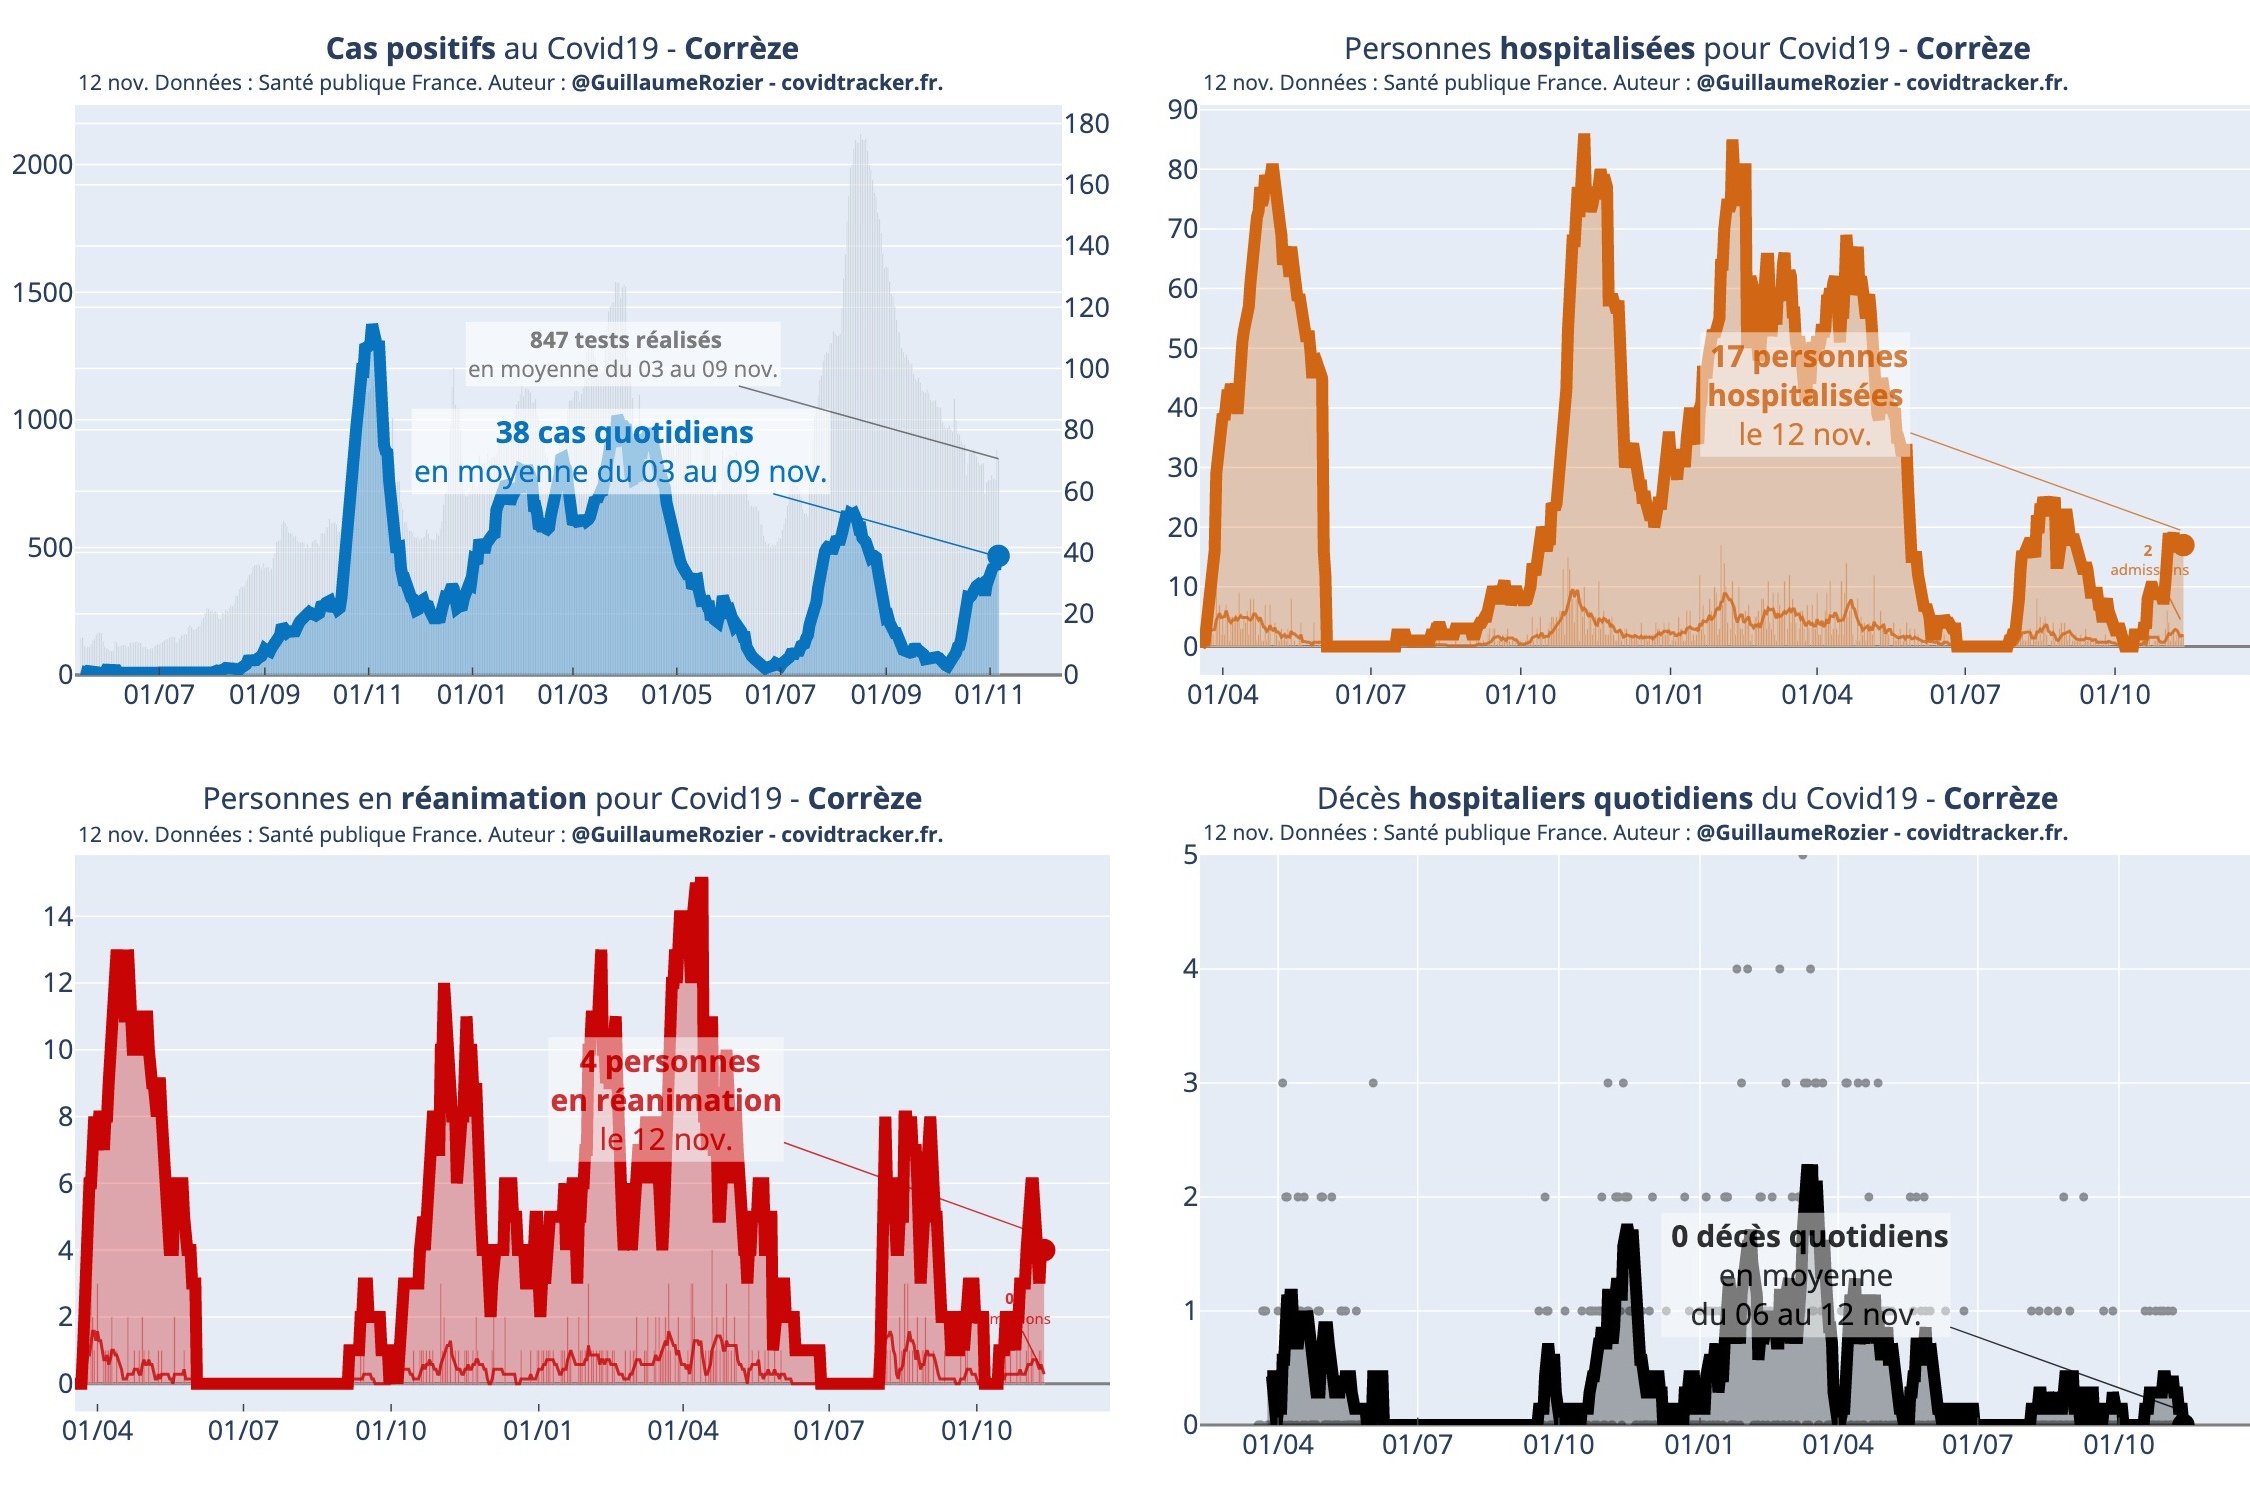 Cas positifs au Covid19 - Corrèze
12 nov. Données : Santé publique France. Auteur : @GuillaumeRozier - covidtracker.fr.
2000
1500
1000
500
0
180
160
140
120
100
80
60
40
20
0
847 tests réalisés
en moyenne du 03 au 09 nov.
38 cas quotidiens
en moyenne du 03 au 09 nov.
01/07 01/09 01/11 01/01 01/03 01/05 01/07 01/09 01/11
Personnes hospitalisées pour Covid19 - Corrèze
12 nov. Données : Santé publique France. Auteur : @GuillaumeRozier - covidtracker.fr.
90
80
70
60
50
40
30
20
10
0
17 personnes
hospitalisées
le 12 nov.
2
admissions
01/04 01/07 01/10 01/01 01/04 01/07 01/10
Personnes en réanimation pour Covid19 - Corrèze
12 nov. Données : Santé publique France. Auteur : @GuillaumeRozier - covidtracker.fr.
14
12
10
8
6
4
2
0
4 personnes
en réanimation
le 12 nov.
0
01/04 01/07 01/10 01/01 01/04 01/07 01/10
Décès hospitaliers quotidiens du Covid19 - Corrèze
12 nov. Données : Santé publique France. Auteur : @GuillaumeRozier - covidtracker.fr.
5
4
3
2
1
0
0 décès quotidiens
en moyenne
du 06 au 12 nov.
01/04 01/07 01/10 01/01 01/04 01/07 01/10